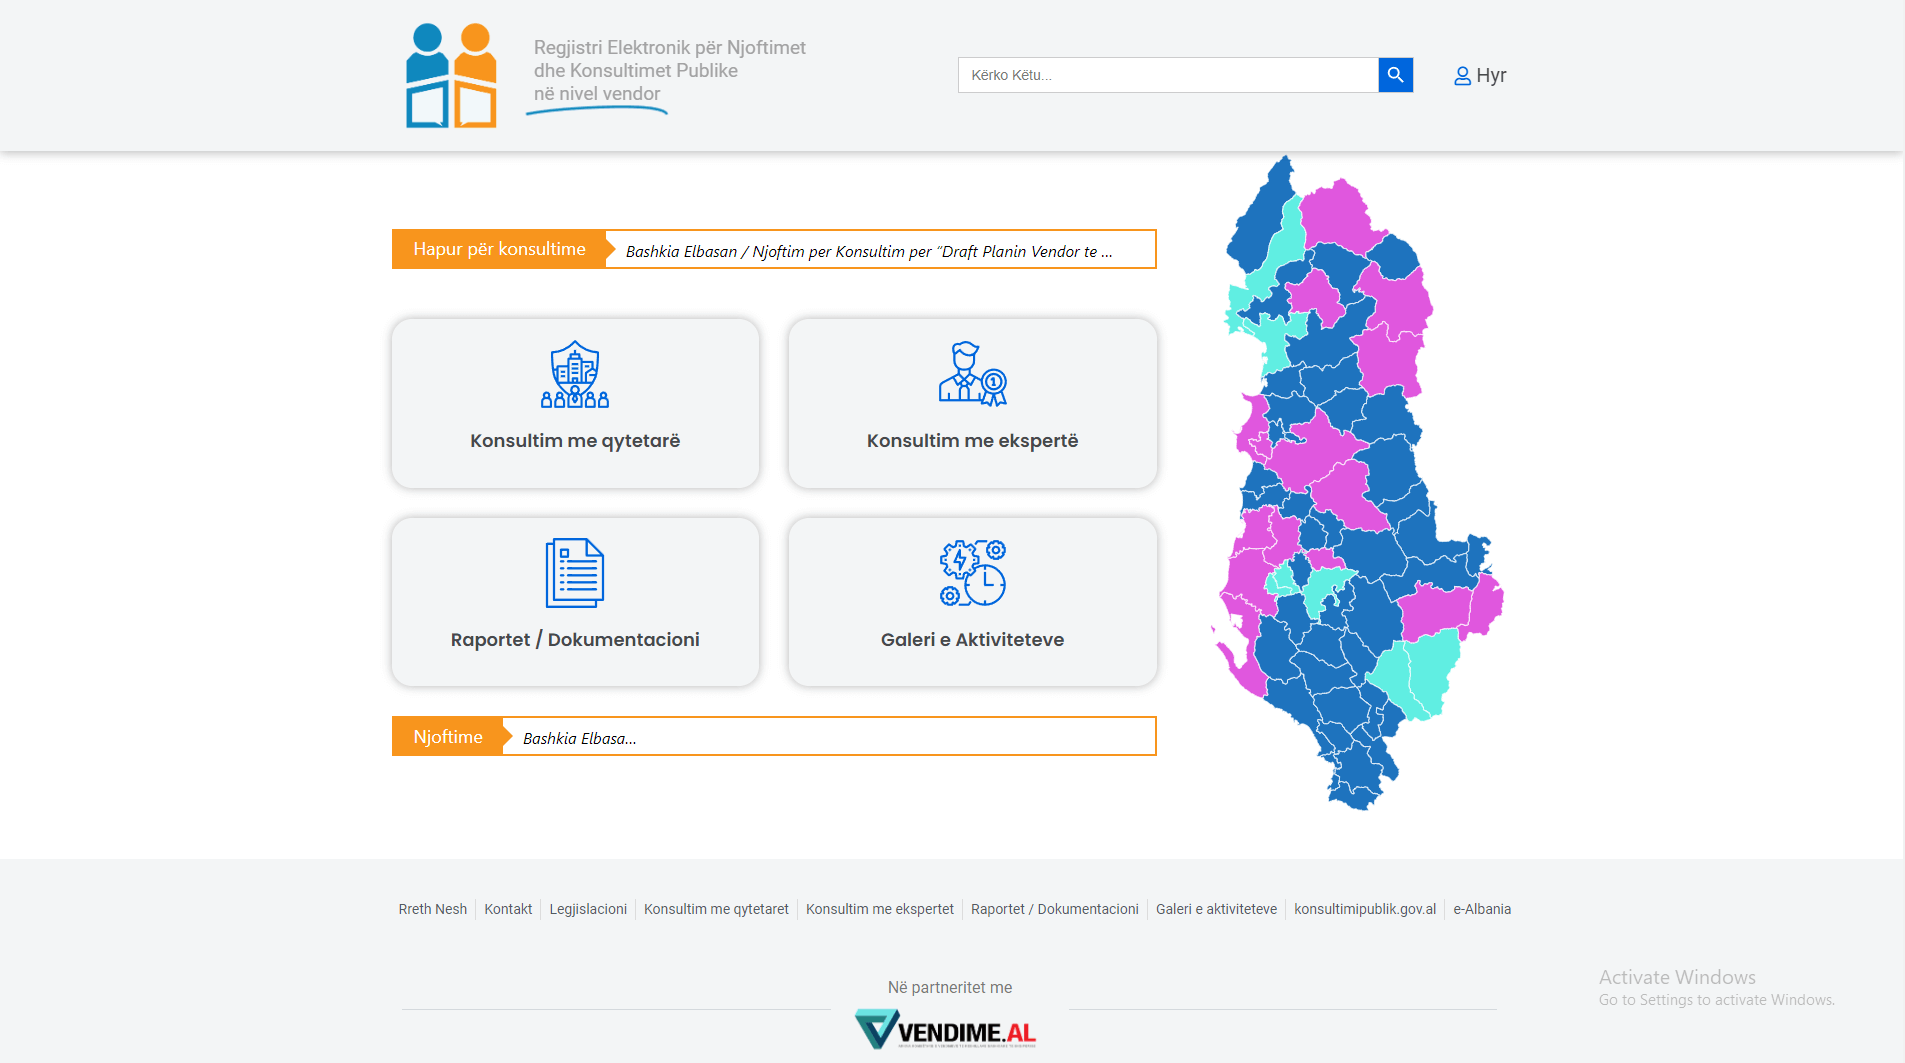 Regjistri Elektronik për Njoftimet
dhe Konsultimet Publike
në nivel vendor
Kërko Këtu...
Hyr
Hapur për konsultime
Bashkia Elbasan / Njoftim per Konsultim per “Draft Planin Vendor te ...
Konsultim me qytetarë
Konsultim me ekspertë
1
Raportet / Dokumentacioni
Galeri e Aktiviteteve
Njoftime
Bashkia Elbasa...
Rreth Nesh
Kontakt
Legjislacioni
Konsultim me qytetaret
Konsultim me ekspertet
Raportet / Dokumentacioni
Galeri e aktiviteteve
konsultimipublik.gov.al
e-Albania
Në partneritet me
VENDIME.AL
Activate Windows
Go to Settings to activate Windows.